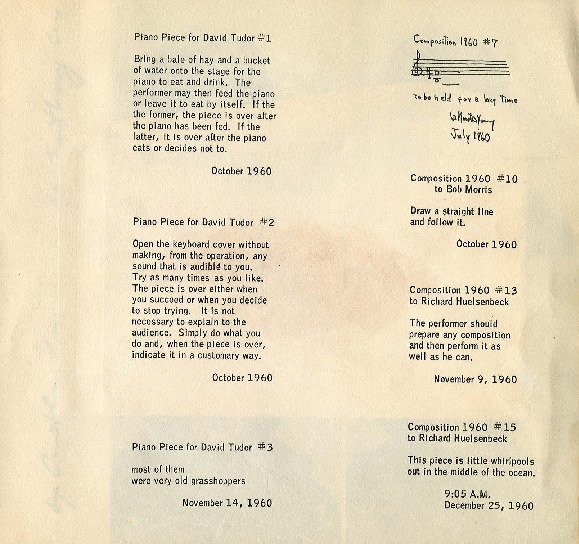 Piano Piece for David Tudor #1
Bring a bale of hay and a bucket
of water onto the stage for the
piano to eat and drink. The
performer may then feed the piano
or leave it to eat by itself. If the
the former, the piece is over after
the piano has been fed. If the
latter, it is over after the piano
eats or decides not to.
October 1960
Piano Piece for David Tudor #2
Open the keyboard cover without
making, from the operation, any
sound that is audible to you.
Try as many times as you like.
The piece is over either when
you succeed or when you decide
to stop trying. It is not
necessary to explain to the
audience. Simply do what you
do and, when the piece is over,
indicate it in a customary way.
October 1960
Piano Piece for David Tudor #3
most of them
were very old grasshoppers
November 14, 1960
Composition 1960 #7
to be held for a long time
La Monte Young
July 1960
Composition 1960 #10
to Bob Morris
Draw a straight line
and follow it.
October 1960
Composition 1960 #13
to Richard Huelsenbeck
The performer should
prepare any composition
and then perform it as
well as he can.
November 9, 1960
Composition 1960 #15
to Richard Huelsenbeck
This piece is little whirlpools
out in the middle of the ocean.
9:05 A.M.
December 25, 1960